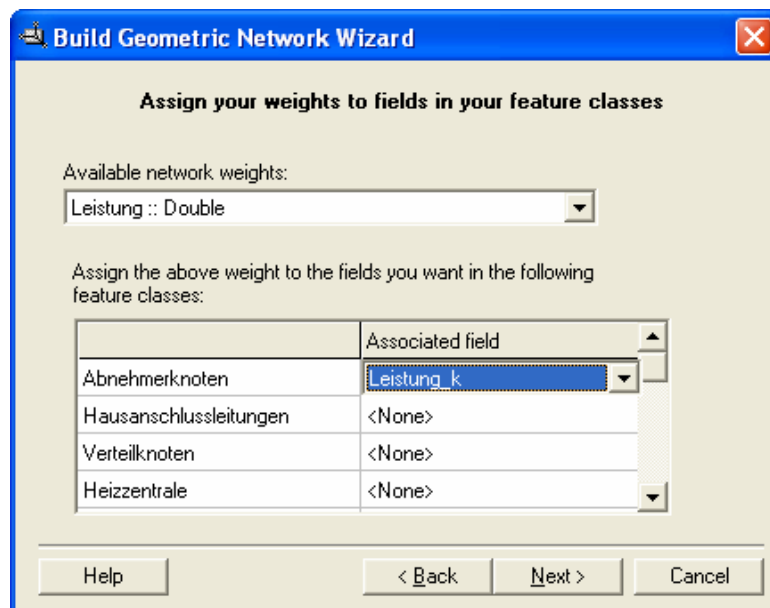 Build Geometric Network Wizard
Assign your weights to fields in your feature classes
Available network weights:
Leistung :: Double
Assign the above weight to the fields you want in the following
feature classes:
Associated field
Abnehmerknoten Leistung_k
Hausanschlussleitungen <None>
Verteilknoten <None>
Heizzentrale <None>
Help < Back Next > Cancel